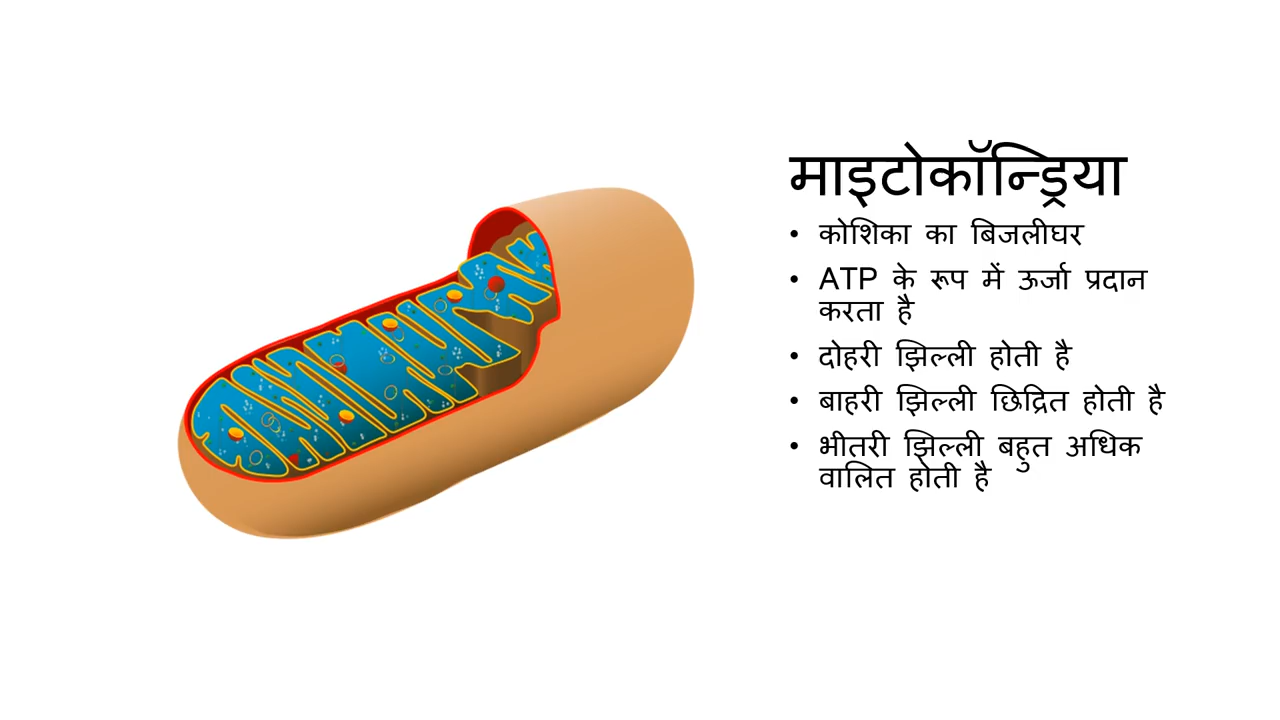 माइटोकॉन्ड्रिया
• कोशिका का बिजलीघर
• ATP के रूप में ऊर्जा प्रदान
करता है
• दोहरी झिल्ली होती है
• बाहरी झिल्ली छिद्रित होती है
• भीतरी झिल्ली बहुत अधिक
वालित होती है